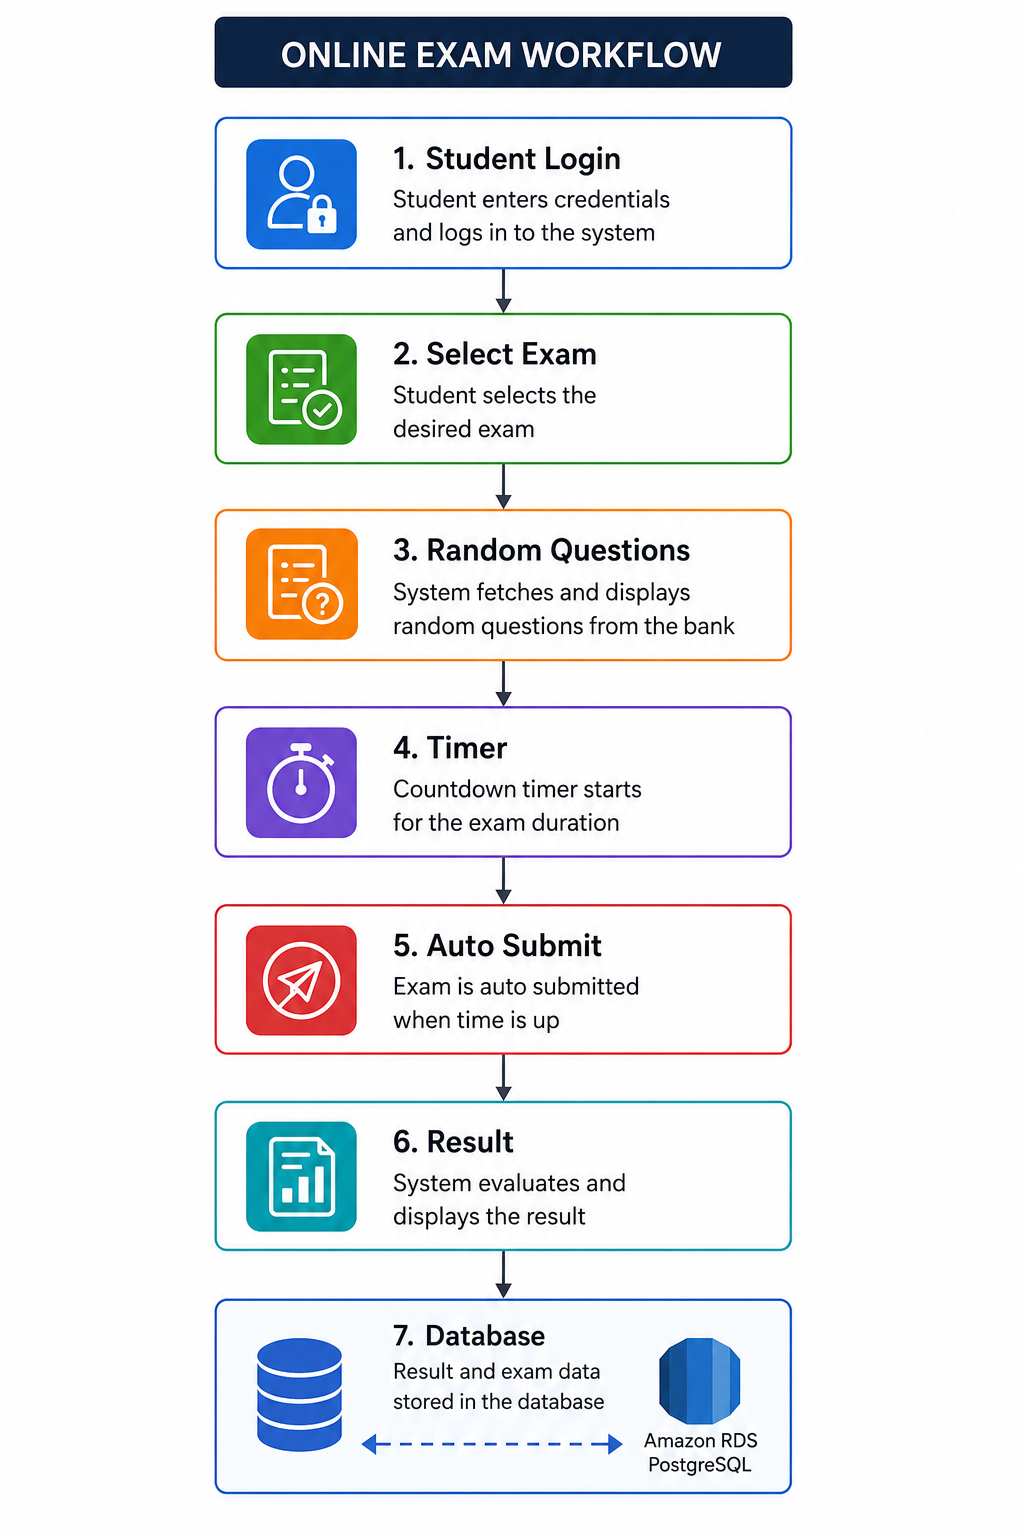 ONLINE EXAM WORKFLOW
1. Student Login
Student enters credentials
and logs in to the system
2. Select Exam
Student selects the
desired exam
3. Random Questions
System fetches and displays
random questions from the bank
?
4. Timer
Countdown timer starts
for the exam duration
5. Auto Submit
Exam is auto submitted
when time is up
6. Result
System evaluates and
displays the result
7. Database
Result and exam data
stored in the database
Amazon RDS
PostgreSQL